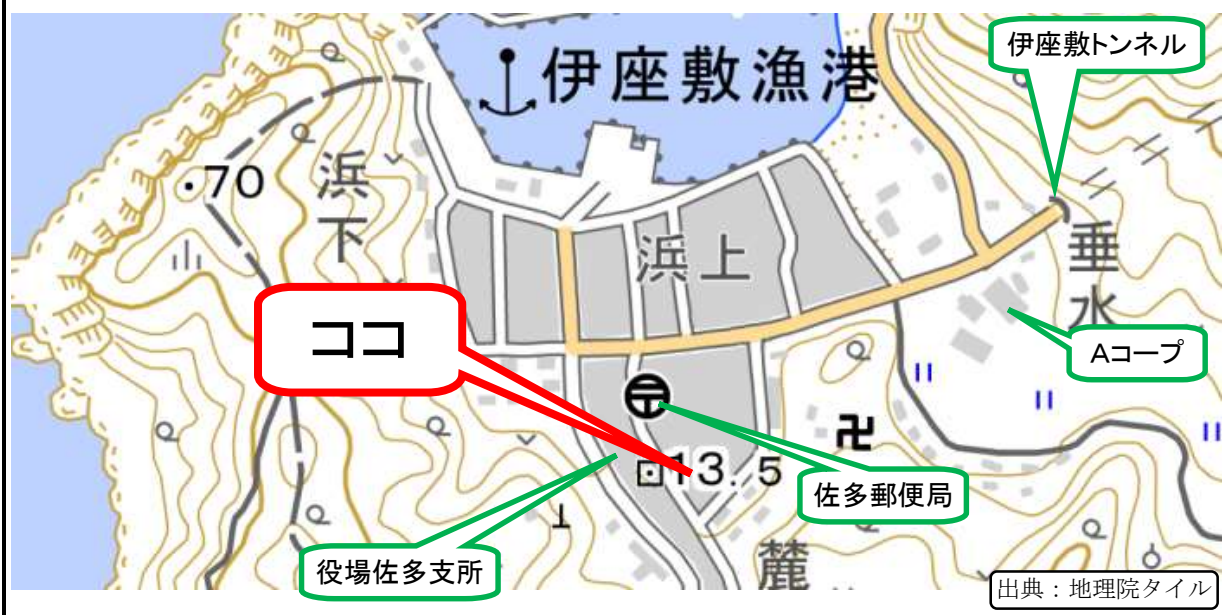 伊座敷漁港
伊座敷トンネル
・70
浜下
浜上
垂水
ココ
Aコープ
13.5
佐多郵便局
役場佐多支所
麓
出典：地理院タイル